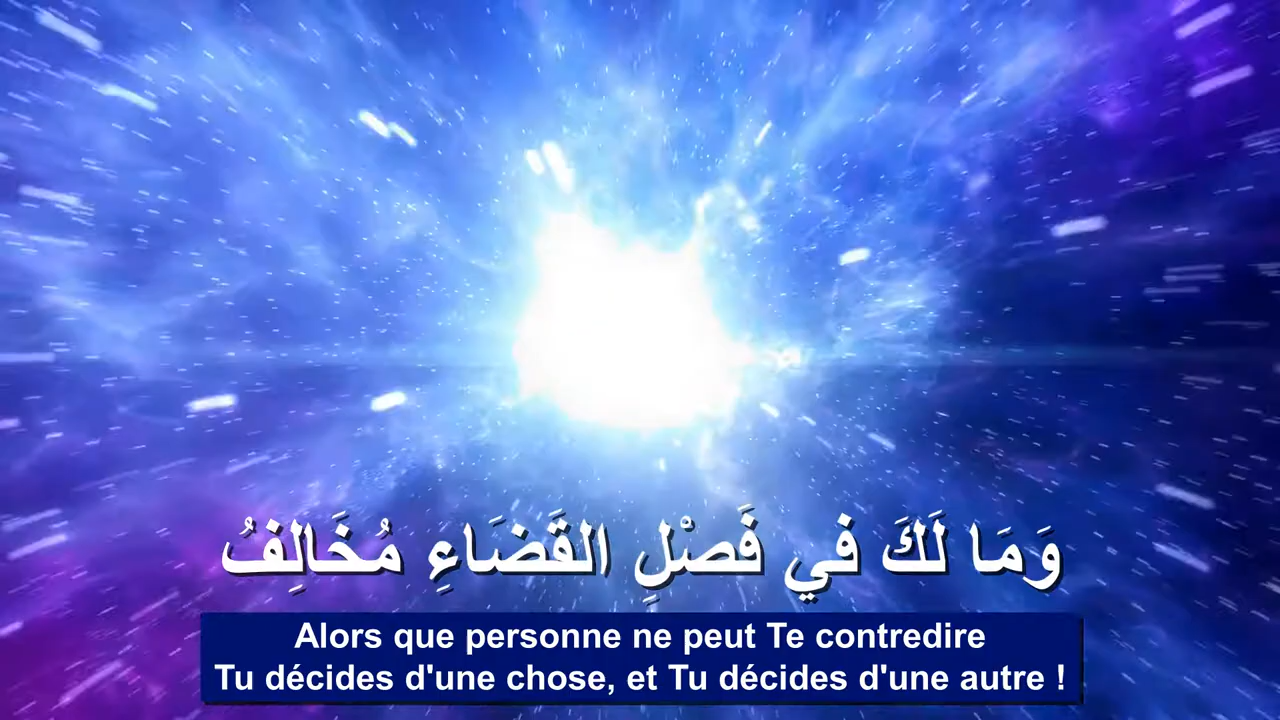 وَمَا لَكَ في فَصْلِ القَضَاءِ مُخَالِفُ
Alors que personne ne peut Te contredire
Tu décides d'une chose, et Tu décides d'une autre !